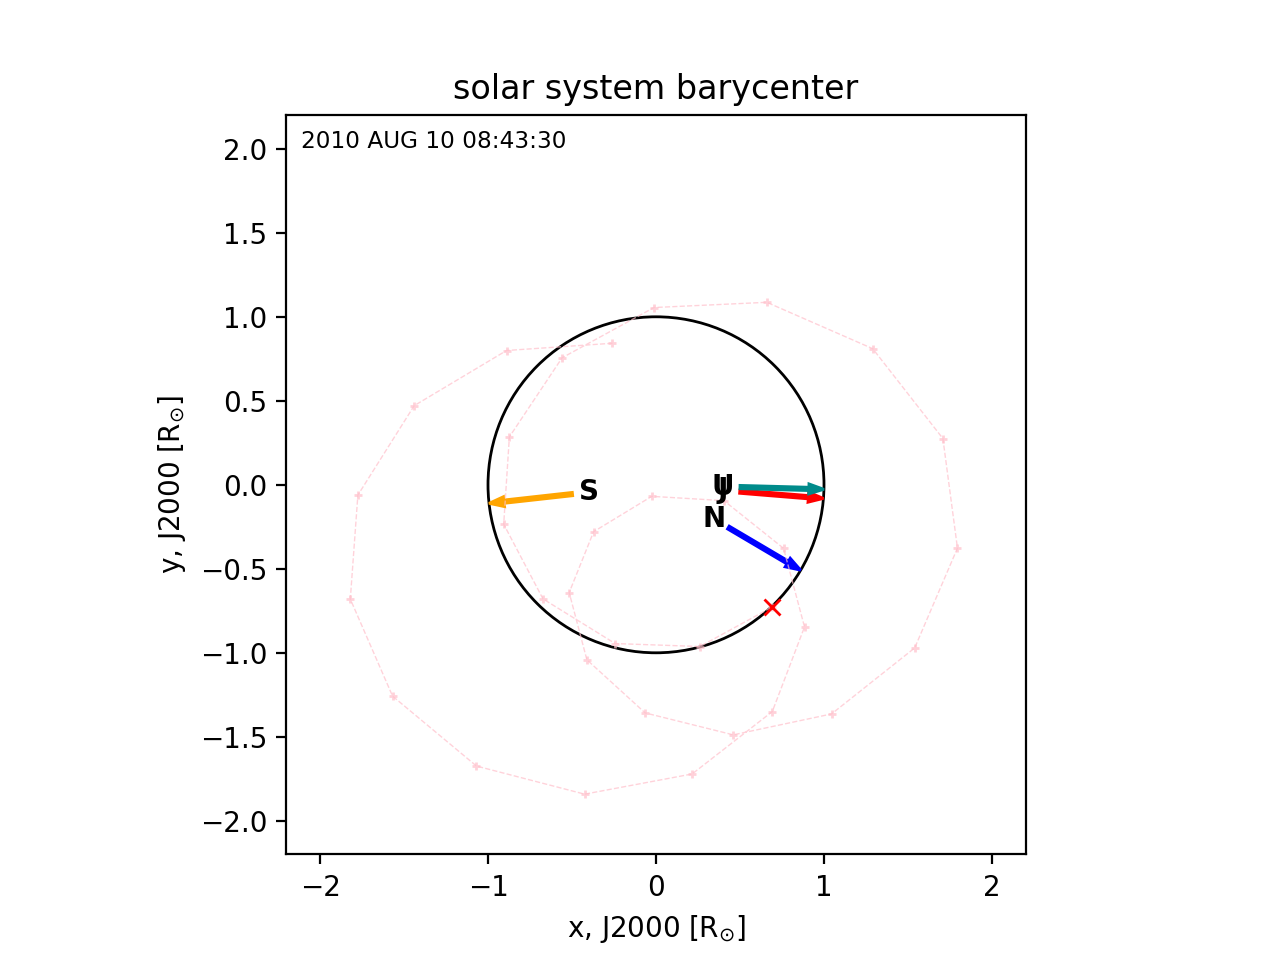 solar system barycenter
2010 AUG 10 08:43:30
2.0
1.5
1.0
0.5
0.0
−0.5
−1.0
−1.5
−2.0
y, J2000 [R☉]
S
U
J
N
−2
−1
0
1
2
x, J2000 [R☉]